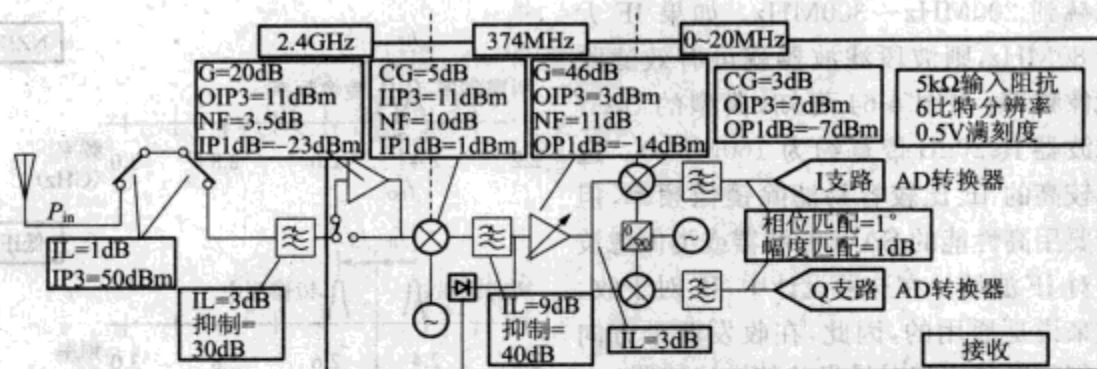 2.4GHz
374MHz
0~20MHz
G=20dB
OIP3=11dBm
NF=3.5dB
IP1dB=-23dBm
CG=5dB
IIP3=11dBm
NF=10dB
IP1dB=1dBm
G=46dB
OIP3=3dBm
NF=11dB
OP1dB=-14dBm
CG=3dB
OIP3=7dBm
OP1dB=-7dBm
5kΩ输入阻抗
6比特分辨率
0.5V满刻度
Pin
IL=1dB
IP3=50dBm
IL=3dB
抑制=
30dB
IL=9dB
抑制=
40dB
0
90
IL=3dB
I支路
AD转换器
相位匹配=1°
幅度匹配=1dB
Q支路
AD转换器
接收